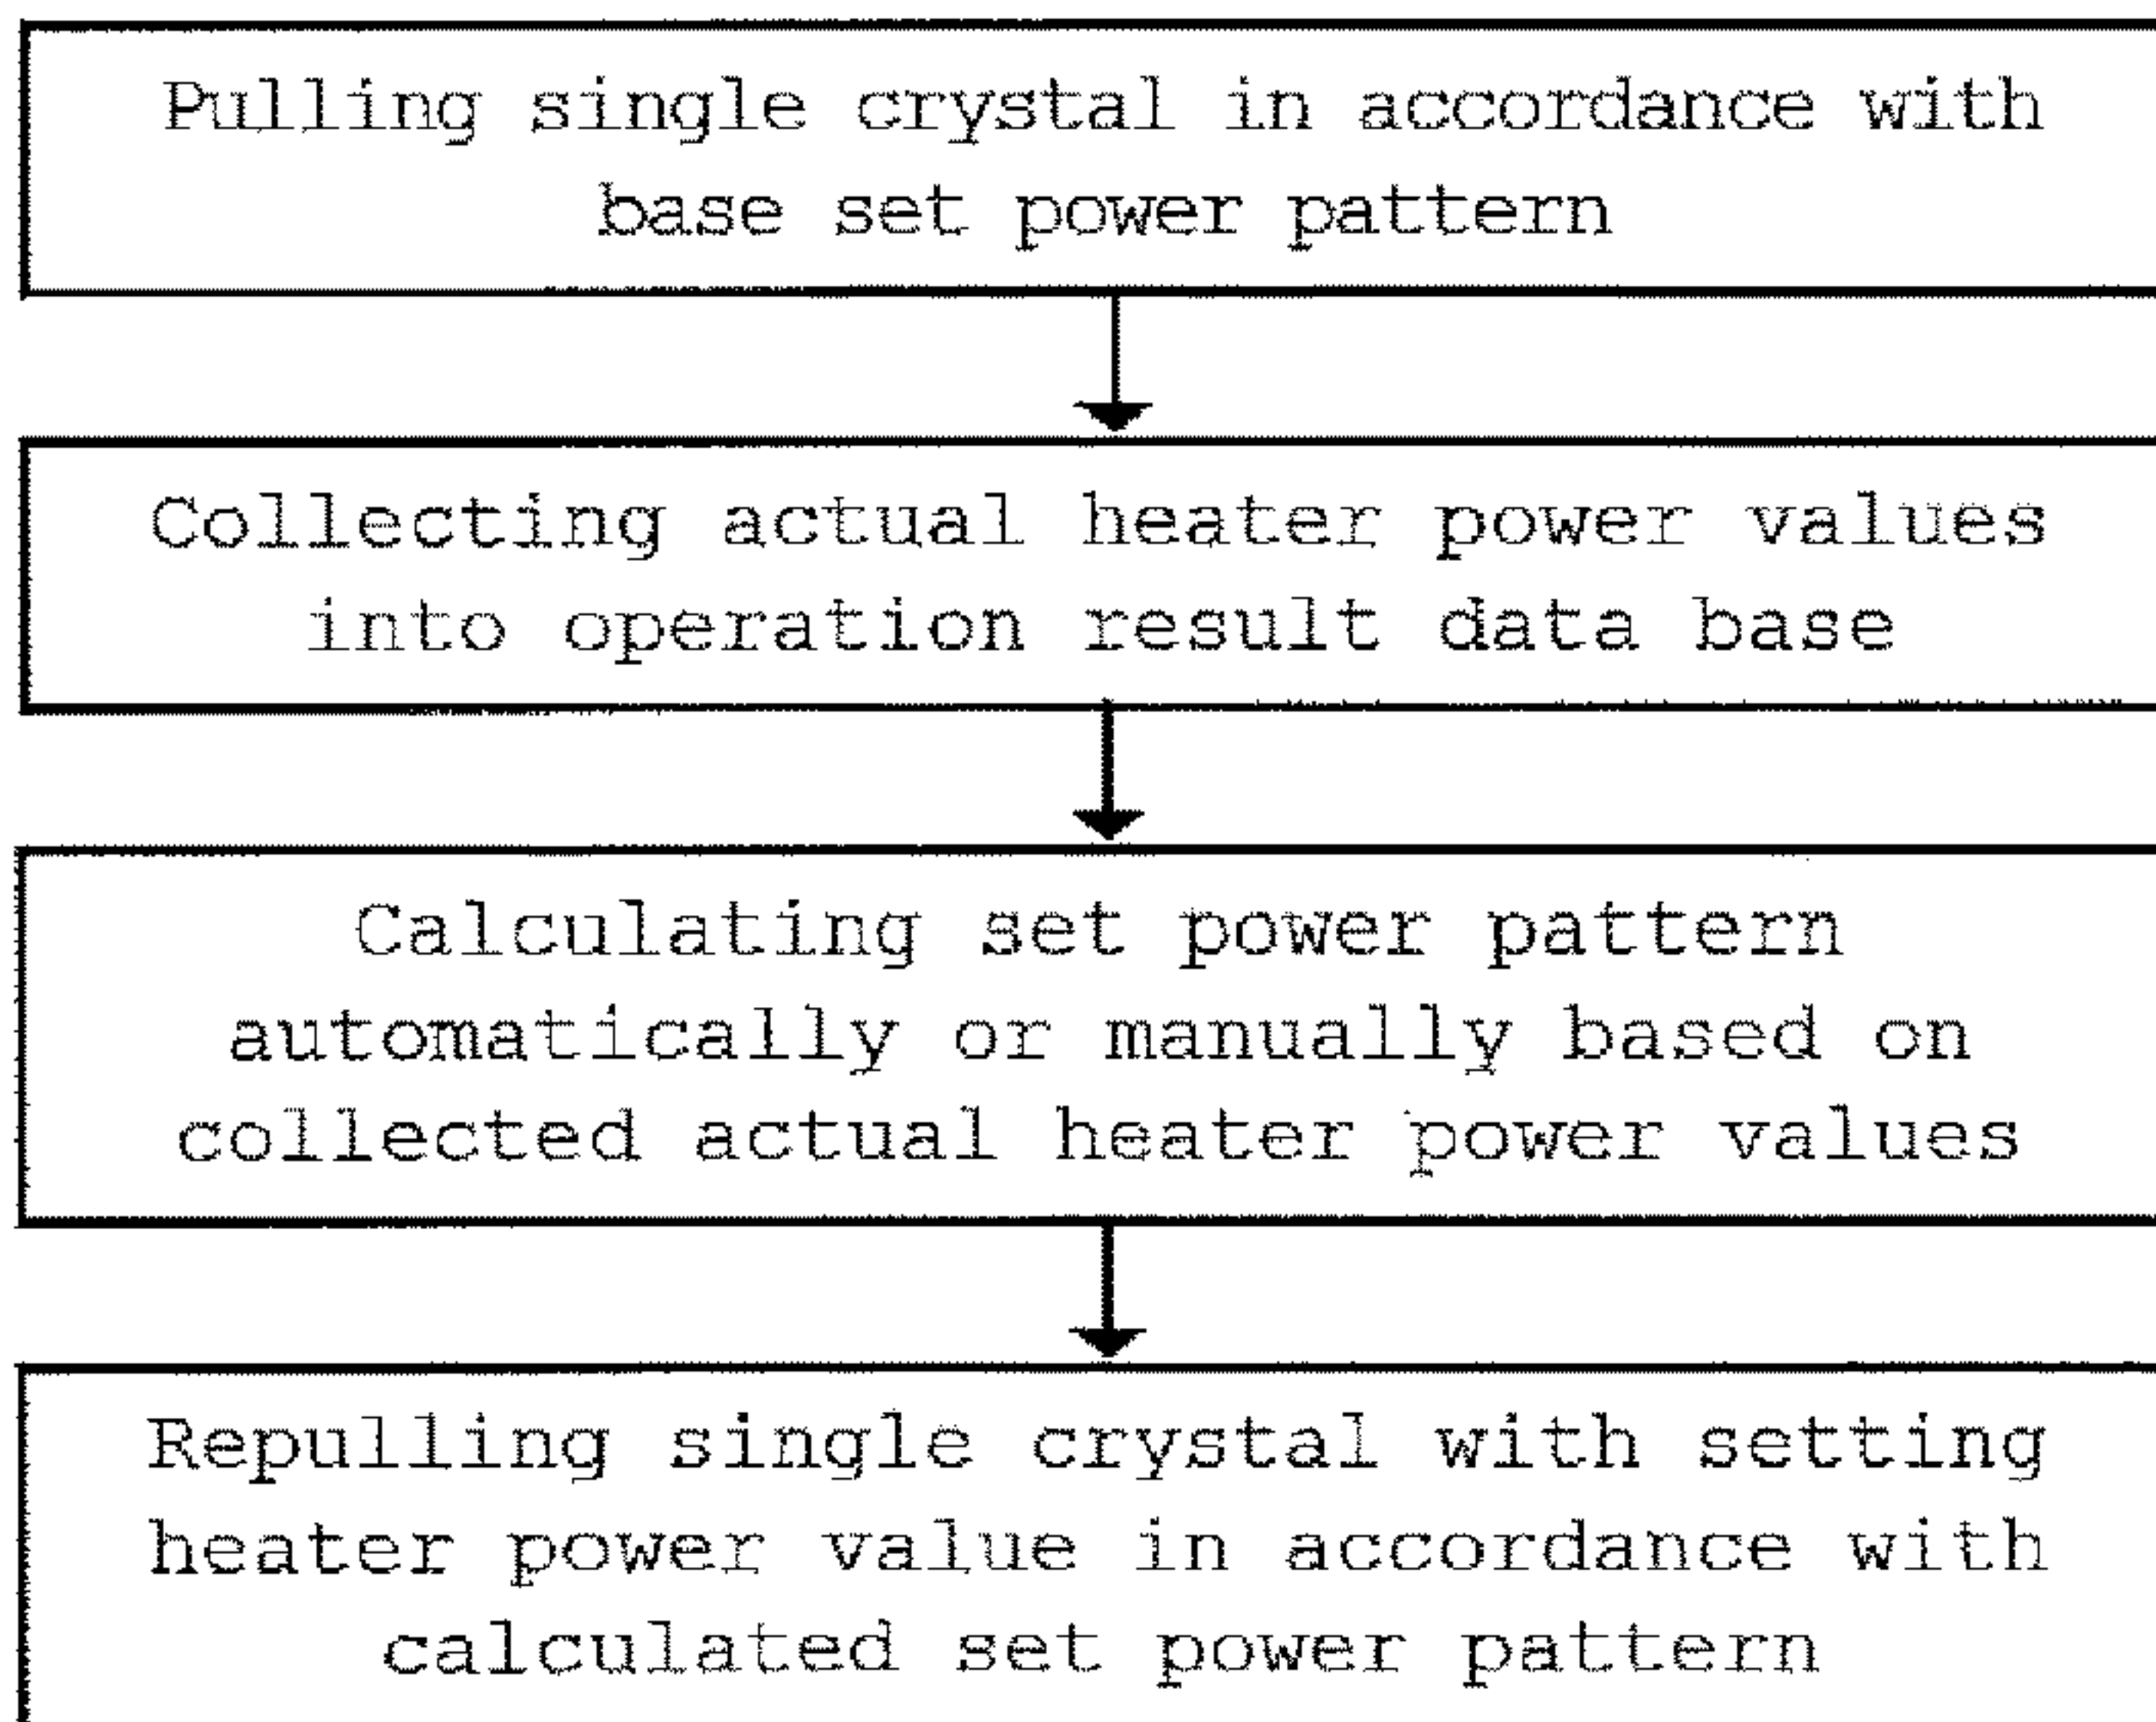 Pulling single crystal in accordance with
base set power pattern
Collecting actual heater power values
into operation result data base
Calculating set power pattern
automatically or manually based on
collected actual heater power values
Repulling single crystal with setting
heater power value in accordance with
calculated set power pattern